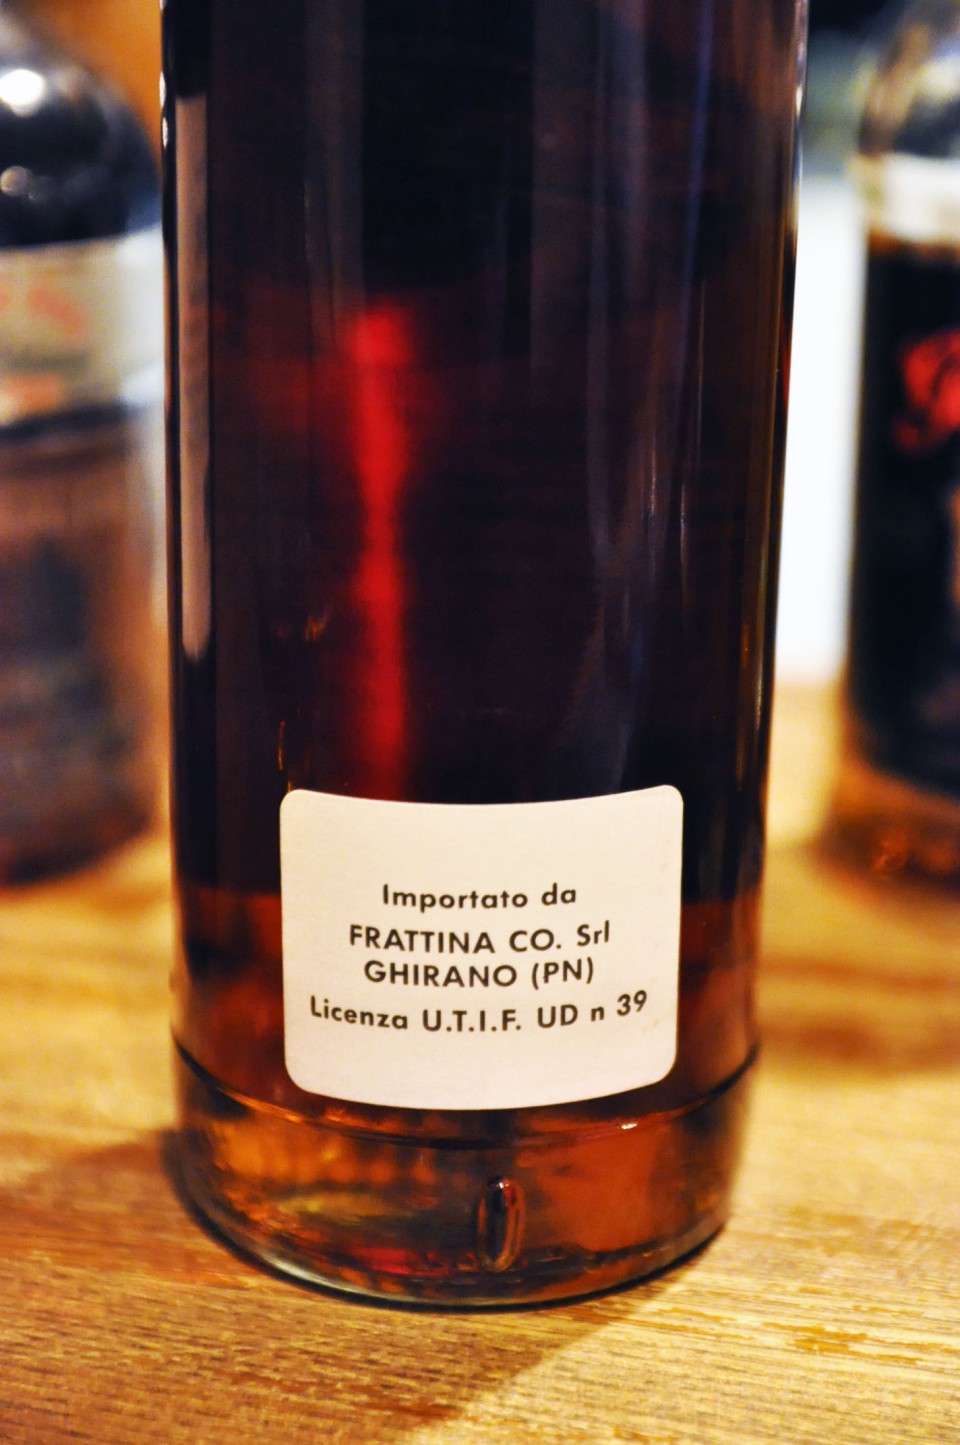 Importato da
FRATTINA CO. Srl
GHIRANO (PN)
Licenza U.T.I.F. UD n 39